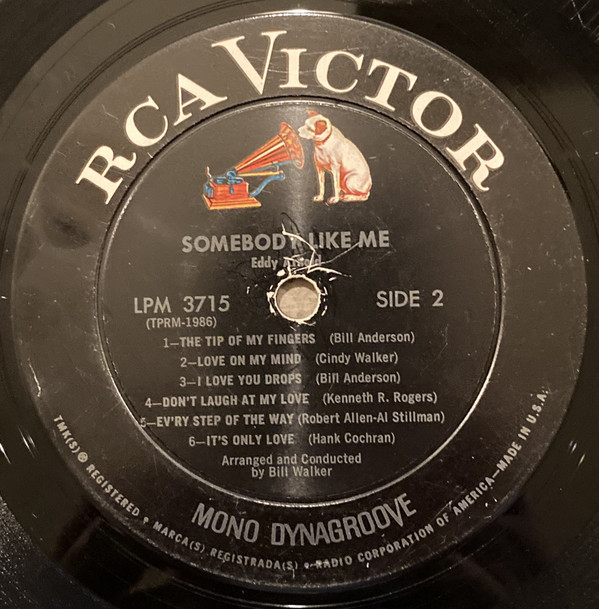 RCA VICTOR
SOMEBODY LIKE ME
Eddy Arnold
LPM 3715
(TPRM-1986)
SIDE 2
1—THE TIP OF MY FINGERS (Bill Anderson)
2—LOVE ON MY MIND (Cindy Walker)
3—I LOVE YOU DROPS (Bill Anderson)
4—DON'T LAUGH AT MY LOVE (Kenneth R. Rogers)
5—EV'RY STEP OF THE WAY (Robert Allen-Al Stillman)
6—IT'S ONLY LOVE (Hank Cochran)
Arranged and Conducted
by Bill Walker
MONO DYNAGROOVE
TMK(S) ® REGISTERED • MARCA(S) REGISTRADA(S) • RADIO CORPORATION OF AMERICA—MADE IN U.S.A.